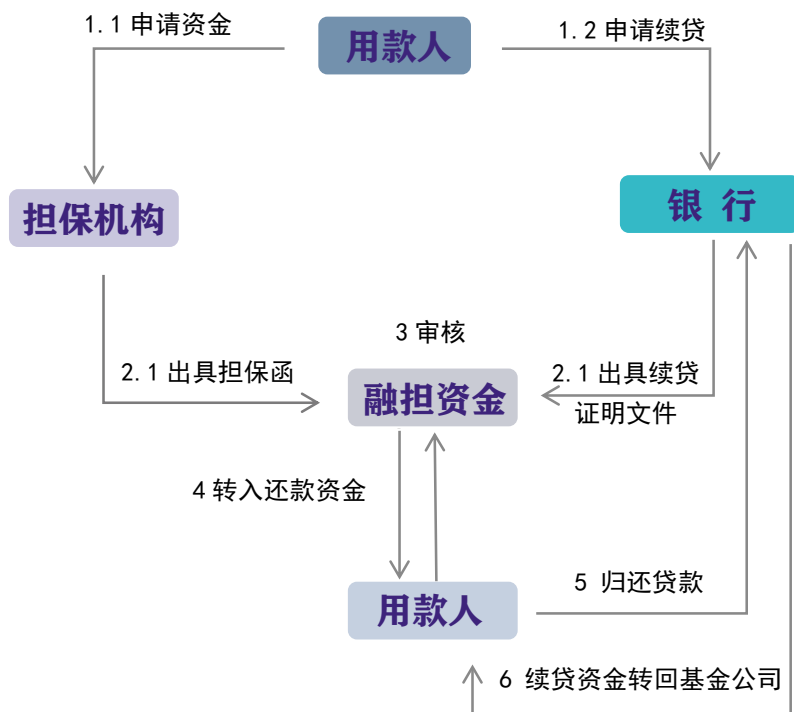 1.1 申请资金
用款人
1.2 申请续贷
担保机构
银 行
3 审核
2.1 出具担保函
融担资金
2.1 出具续贷
证明文件
4 转入还款资金
用款人
5 归还贷款
6 续贷资金转回基金公司